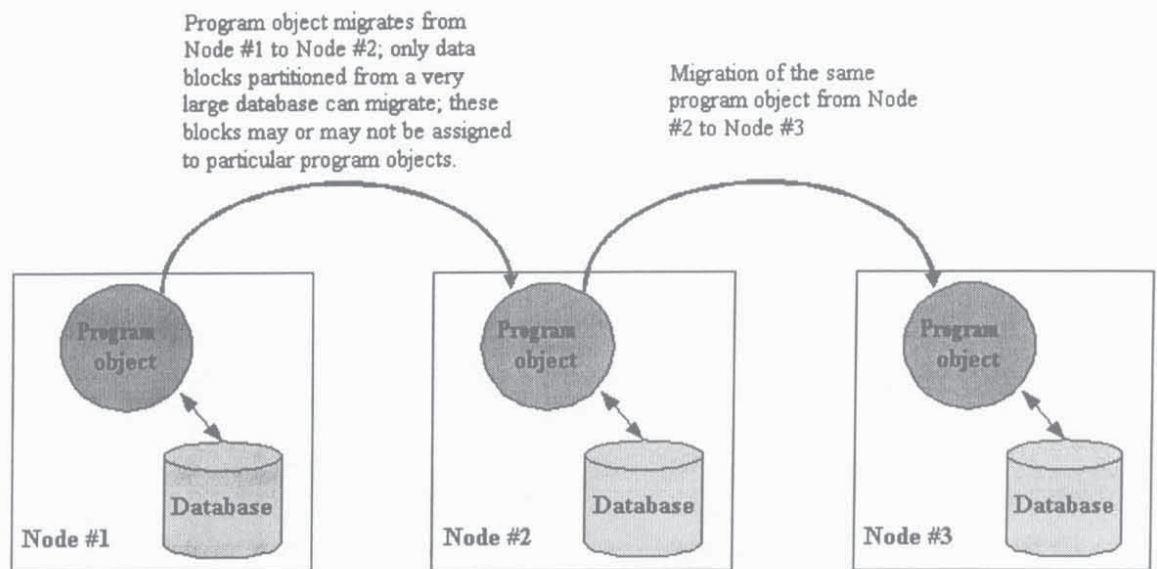 Program object migrates from
Node #1 to Node #2; only data
blocks partitioned from a very
large database can migrate; these
blocks may or may not be assigned
to particular program objects.
Migration of the same
program object from Node
#2 to Node #3
Program
object
Database
Node #1
Program
object
Database
Node #2
Program
object
Database
Node #3